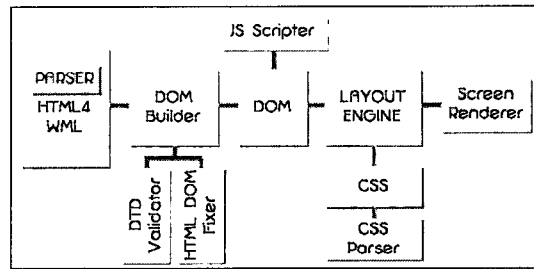 JS Scripter
PARSER
HTML4
WML
DOM
Builder
DOM
LAYOUT
ENGINE
Screen
Renderer
DTD
Validator
HTML DOM
Fixer
CSS
CSS
Parser